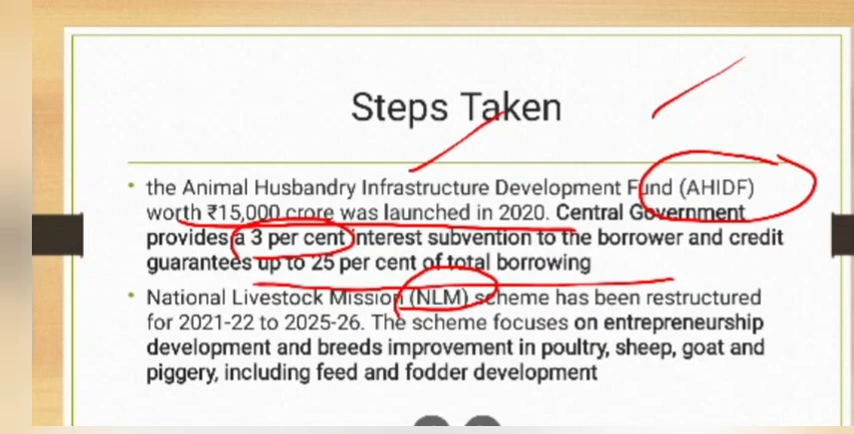 Steps Taken
• the Animal Husbandry Infrastructure Development Fund (AHIDF)
worth ₹15,000 crore was launched in 2020. Central Government
provides a 3 per cent interest subvention to the borrower and credit
guarantees up to 25 per cent of total borrowing
• National Livestock Mission (NLM) scheme has been restructured
for 2021-22 to 2025-26. The scheme focuses on entrepreneurship
development and breeds improvement in poultry, sheep, goat and
piggery, including feed and fodder development